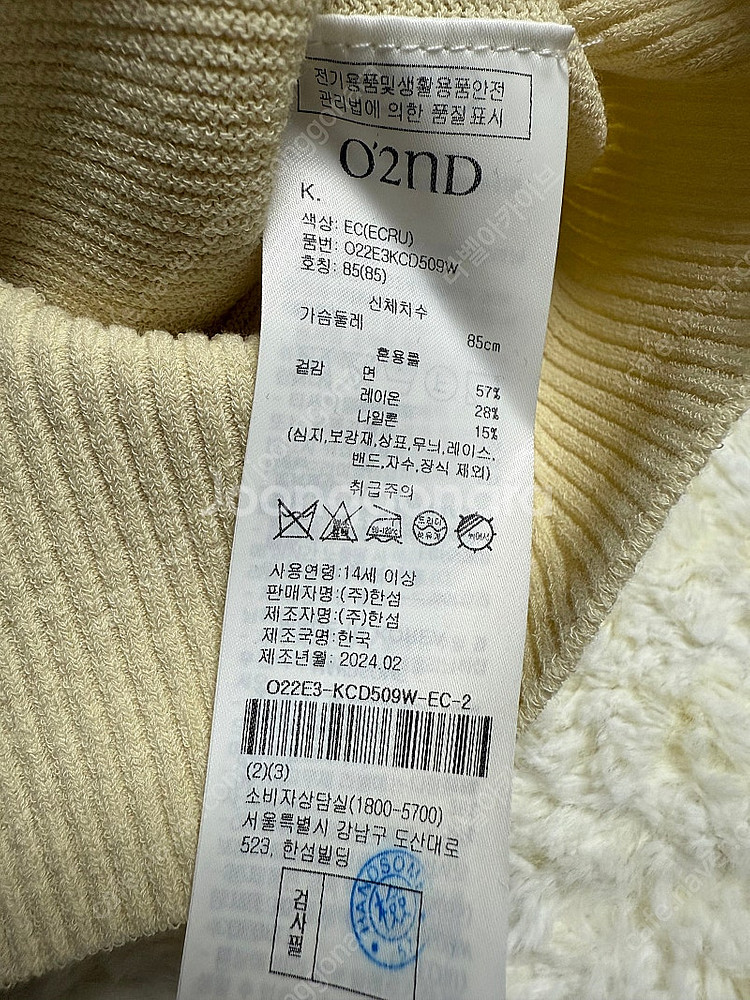 전기용품및생활용품안전
관리법에 의한 품질표시
O'2ND
K.
색상: EC(ECRU)
품번: O22E3KCD509W
호칭: 85(85)
신체치수
가슴둘레 85cm
혼용률
겉감 면 57%
레이온 28%
나일론 15%
(심지,보강재,상표,무늬,레이스,
밴드,자수,장식 제외)
취급주의
드라이
석유계
사용연령:14세 이상
판매자명:(주)한섬
제조자명:(주)한섬
제조국명:한국
제조년월: 2024.02
O22E3-KCD509W-EC-2
(2)(3)
소비자상담실(1800-5700)
서울특별시 강남구 도산대로
523, 한섬빌딩
검사필
HANDSOME